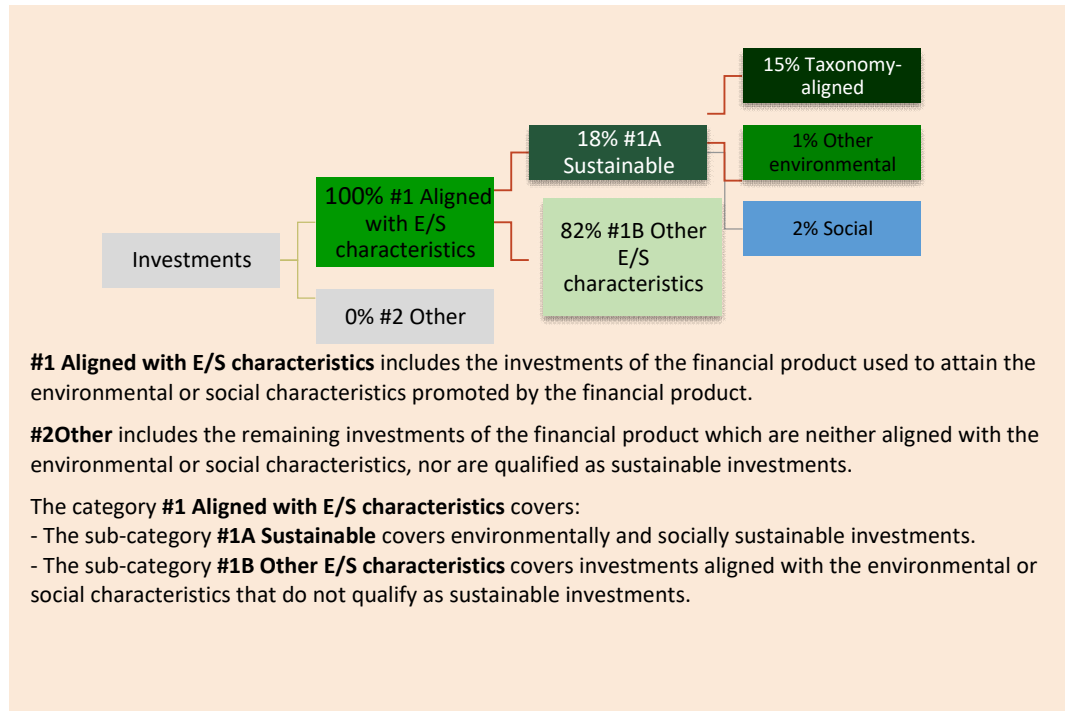 15% Taxonomy-
aligned
18% #1A
Sustainable
1% Other
environmental
100% #1 Aligned
with E/S
characteristics
82% #1B Other
E/S
characteristics
2% Social
Investments
0% #2 Other
#1 Aligned with E/S characteristics includes the investments of the financial product used to attain the
environmental or social characteristics promoted by the financial product.
#2Other includes the remaining investments of the financial product which are neither aligned with the
environmental or social characteristics, nor are qualified as sustainable investments.
The category #1 Aligned with E/S characteristics covers:
- The sub-category #1A Sustainable covers environmentally and socially sustainable investments.
- The sub-category #1B Other E/S characteristics covers investments aligned with the environmental or
social characteristics that do not qualify as sustainable investments.